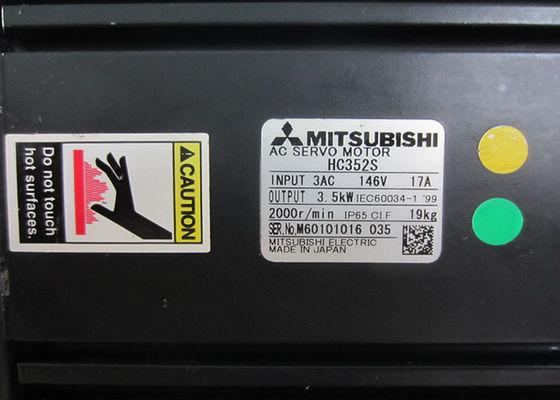 CAUTION
Do not touch
hot surfaces.
MITSUBISHI
AC SERVO MOTOR
HC352S
INPUT 3AC 146V 17A
OUTPUT 3.5kW IEC60034-1 '99
2000r/min IP65 Cl.F 19kg
SER.No.M60101016 035
MITSUBISHI ELECTRIC
MADE IN JAPAN